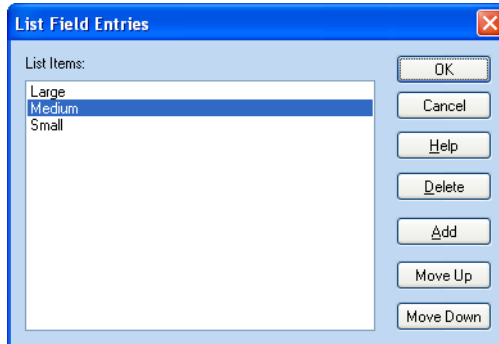 List Field Entries
List Items:
Large
Medium
Small
OK
Cancel
Help
Delete
Add
Move Up
Move Down